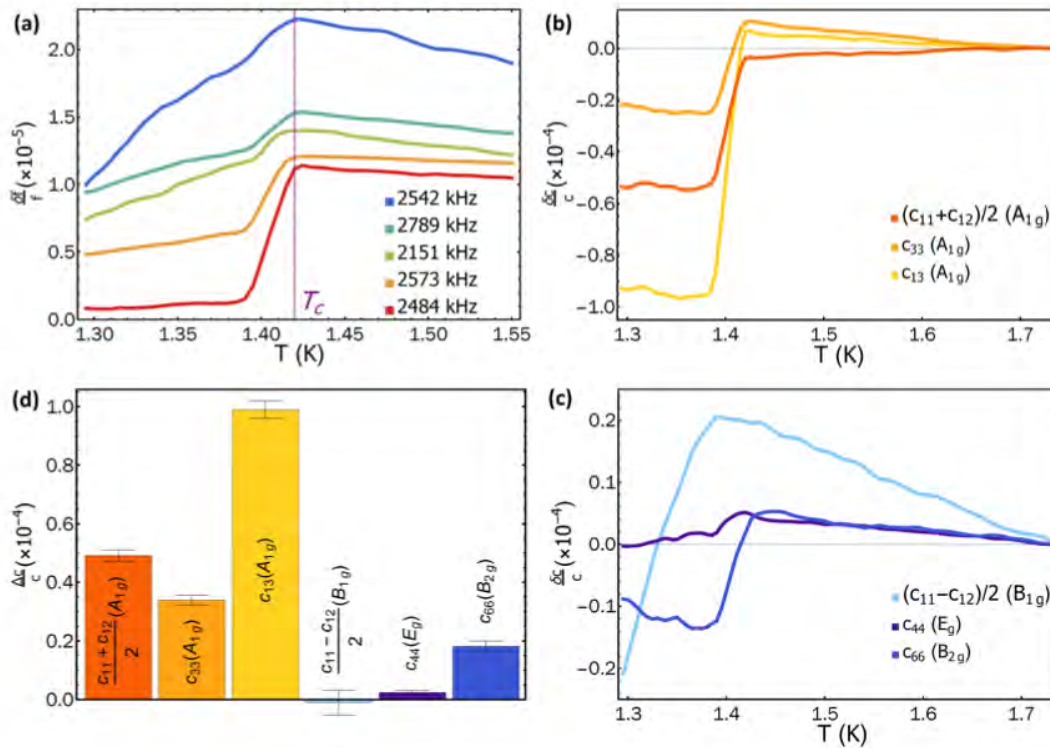 (a)
δf/f (×10⁻⁵)
2.0
1.5
1.0
0.5
0.0
2542 kHz
2789 kHz
2151 kHz
2573 kHz
2484 kHz
T_c
1.30 1.35 1.40 1.45 1.50 1.55
T (K)
(b)
δc/c (×10⁻⁴)
0.0
−0.2
−0.4
−0.6
−0.8
−1.0
(c₁₁+c₁₂)/2 (A₁g)
c₃₃ (A₁g)
c₁₃ (A₁g)
1.3 1.4 1.5 1.6 1.7
T (K)
(d)
Δc/c (×10⁻⁴)
1.0
0.8
0.6
0.4
0.2
0.0
(c₁₁ + c₁₂)/2 (A₁g)
c₃₃(A₁g)
c₁₃(A₁g)
(c₁₁ − c₁₂)/2 (B₁g)
c₄₄(E_g)
c₆₆(B₂g)
(c)
δc/c (×10⁻⁴)
0.2
0.1
0.0
−0.1
−0.2
(c₁₁−c₁₂)/2 (B₁g)
c₄₄ (E_g)
c₆₆ (B₂g)
1.3 1.4 1.5 1.6 1.7
T (K)